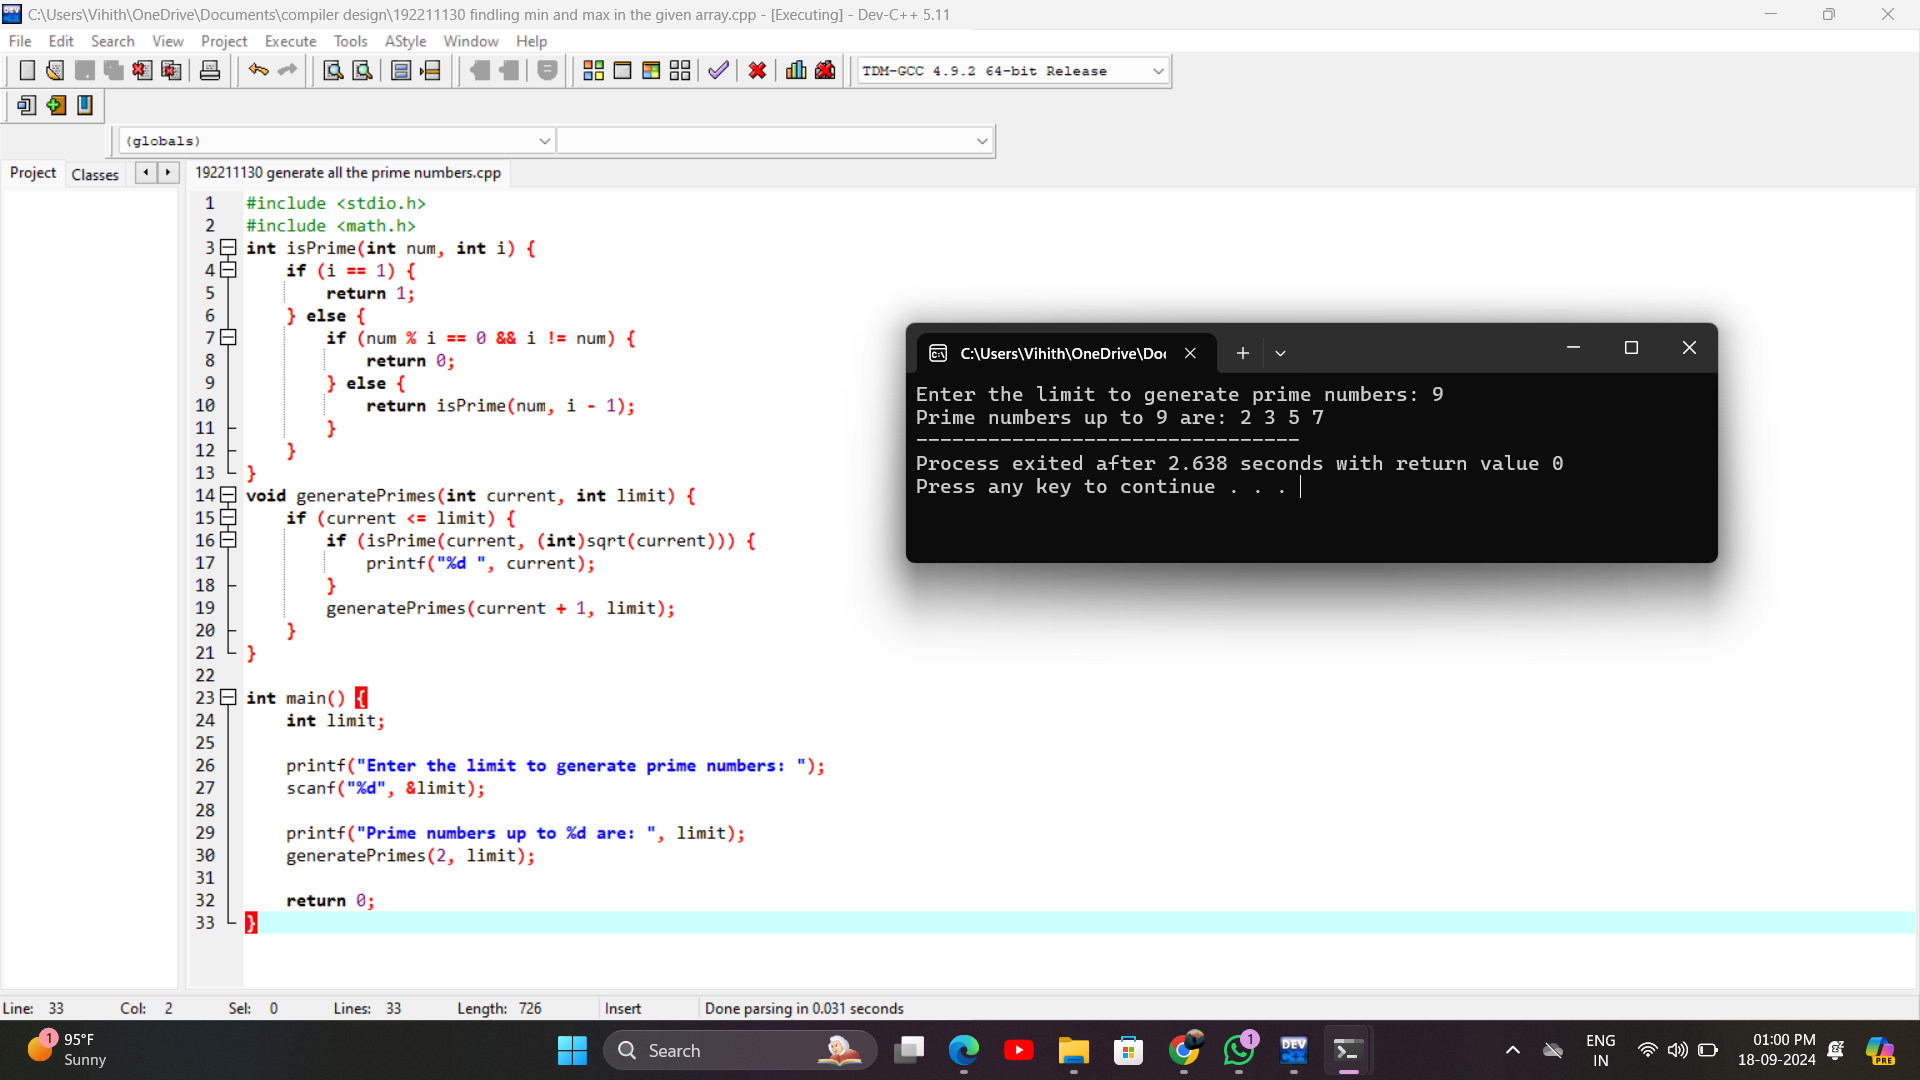 C:\Users\Vihith\OneDrive\Documents\compiler design\192211130 findling min and max in the given array.cpp - [Executing] - Dev-C++ 5.11
File Edit Search View Project Execute Tools AStyle Window Help
TDM-GCC 4.9.2 64-bit Release
(globals)
Project Classes 192211130 generate all the prime numbers.cpp
1 #include <stdio.h>
2 #include <math.h>
3 int isPrime(int num, int i) {
4 if (i == 1) {
5 return 1;
6 } else {
7 if (num % i == 0 && i != num) {
8 return 0;
9 } else {
10 return isPrime(num, i - 1);
11 }
12 }
13 }
14 void generatePrimes(int current, int limit) {
15 if (current <= limit) {
16 if (isPrime(current, (int)sqrt(current))) {
17 printf("%d ", current);
18 }
19 generatePrimes(current + 1, limit);
20 }
21 }
22
23 int main() {
24 int limit;
25
26 printf("Enter the limit to generate prime numbers: ");
27 scanf("%d", &limit);
28
29 printf("Prime numbers up to %d are: ", limit);
30 generatePrimes(2, limit);
31
32 return 0;
33 }
C:\Users\Vihith\OneDrive\Doc
Enter the limit to generate prime numbers: 9
Prime numbers up to 9 are: 2 3 5 7
--------------------------------
Process exited after 2.638 seconds with return value 0
Press any key to continue . . .
Line: 33 Col: 2 Sel: 0 Lines: 33 Length: 726 Insert Done parsing in 0.031 seconds
1
95°F
Sunny
Search
1
DEV
C++
ENG
IN
01:00 PM
18-09-2024
PRE